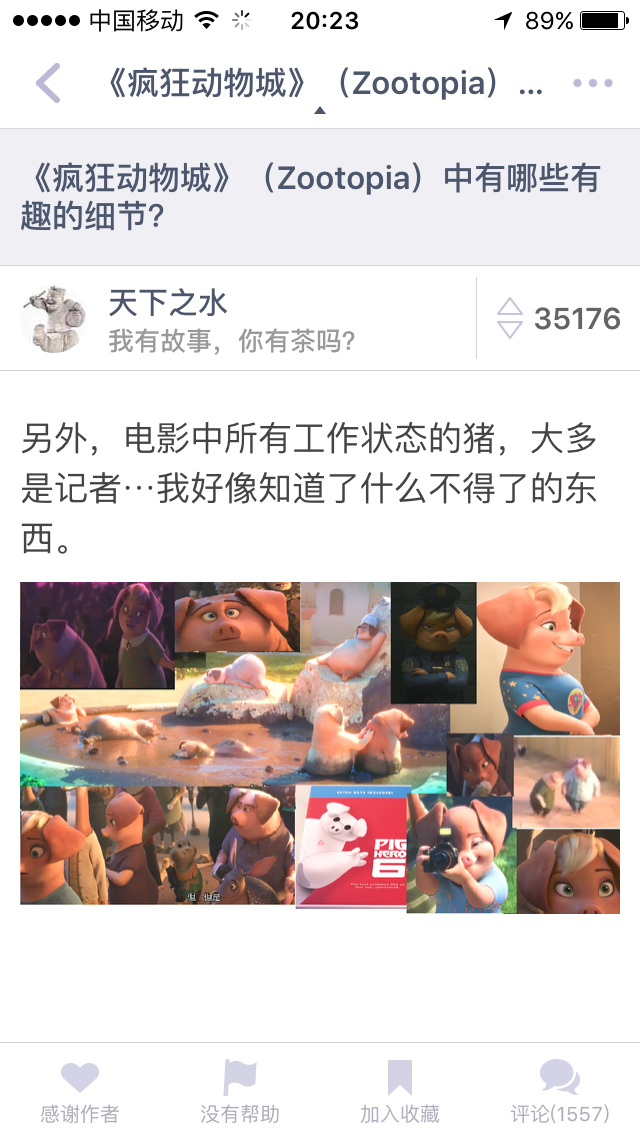 中国移动 20:23 89%
《疯狂动物城》（Zootopia）...
《疯狂动物城》（Zootopia）中有哪些有
趣的细节?
天下之水
我有故事，你有茶吗?
35176
另外，电影中所有工作状态的猪，大多
是记者…我好像知道了什么不得了的东
西。
但，但是
PIG
HERO
6
感谢作者 没有帮助 加入收藏 评论(1557)